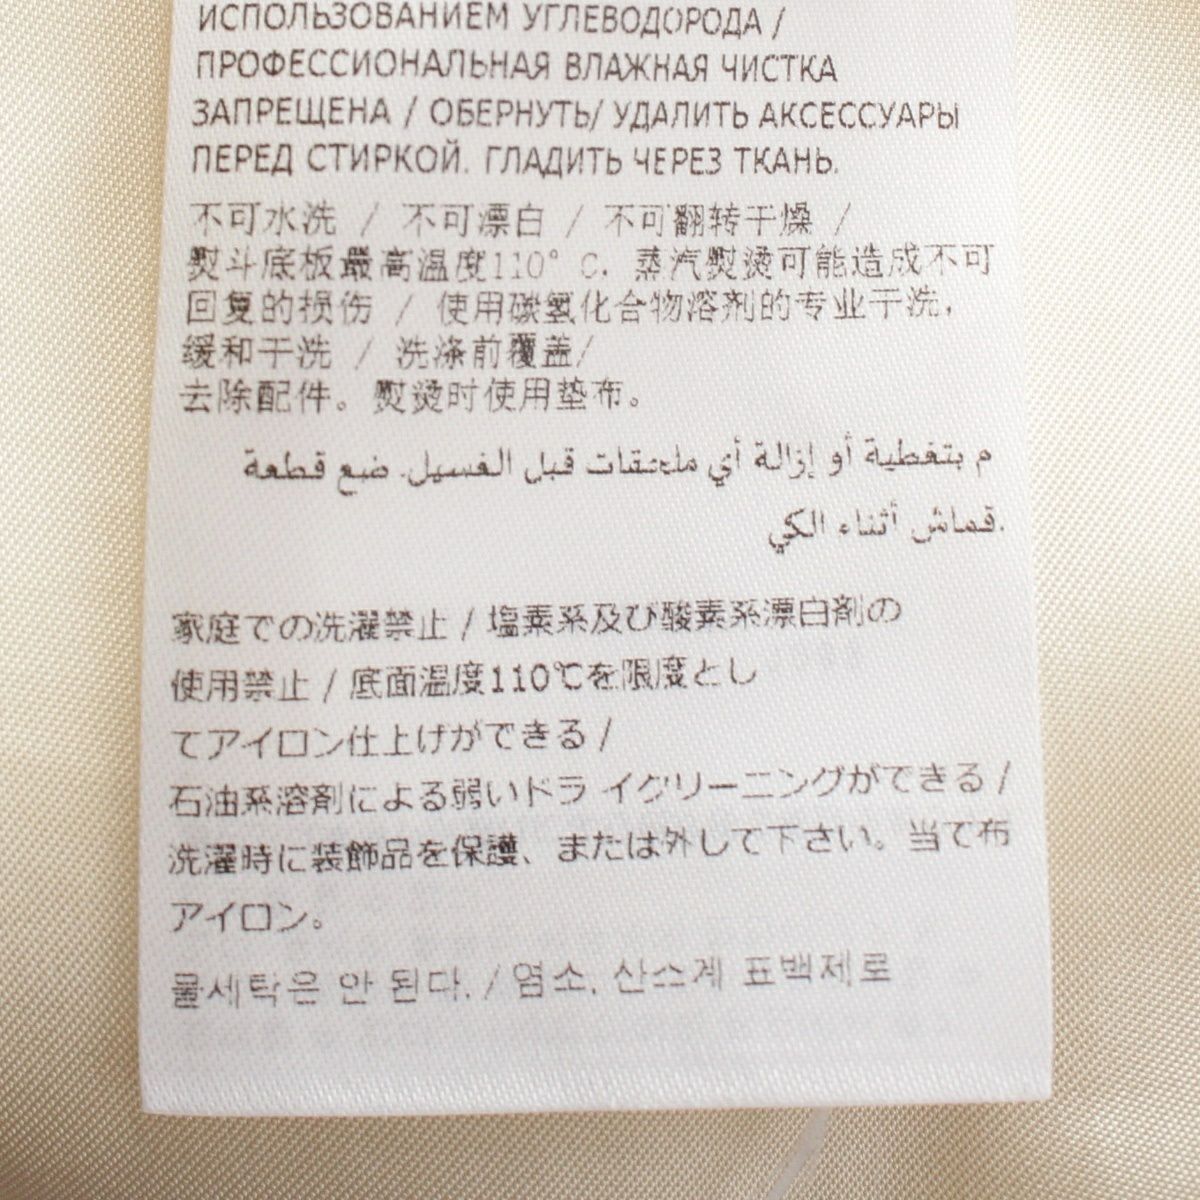 ИСПОЛЬЗОВАНИЕМ УГЛЕВОДОРОДА /
ПРОФЕССИОНАЛЬНАЯ ВЛАЖНАЯ ЧИСТКА
ЗАПРЕЩЕНА / ОБЕРНУТЬ/ УДАЛИТЬ АКСЕССУАРЫ
ПЕРЕД СТИРКОЙ. ГЛАДИТЬ ЧЕРЕЗ ТКАНЬ.
不可水洗 / 不可漂白 / 不可翻转干燥 /
熨斗底板最高温度110° C. 蒸汽熨烫可能造成不可
回复的损伤 / 使用碳氢化合物溶剂的专业干洗,
缓和干洗 / 洗涤前覆盖/
去除配件。熨烫时使用垫布。
م بتغطية أو إزالة أي ملحقات قبل الغسيل. ضع قطعة
قماش أثناء الكي.
家庭での洗濯禁止 / 塩素系及び酸素系漂白剤の
使用禁止 / 底面温度110℃を限度とし
てアイロン仕上げができる /
石油系溶剤による弱いドラ イクリーニングができる /
洗濯時に装飾品を保護、または外して下さい。当て布
アイロン。
물세탁은 안 된다. / 염소, 산소계 표백제로